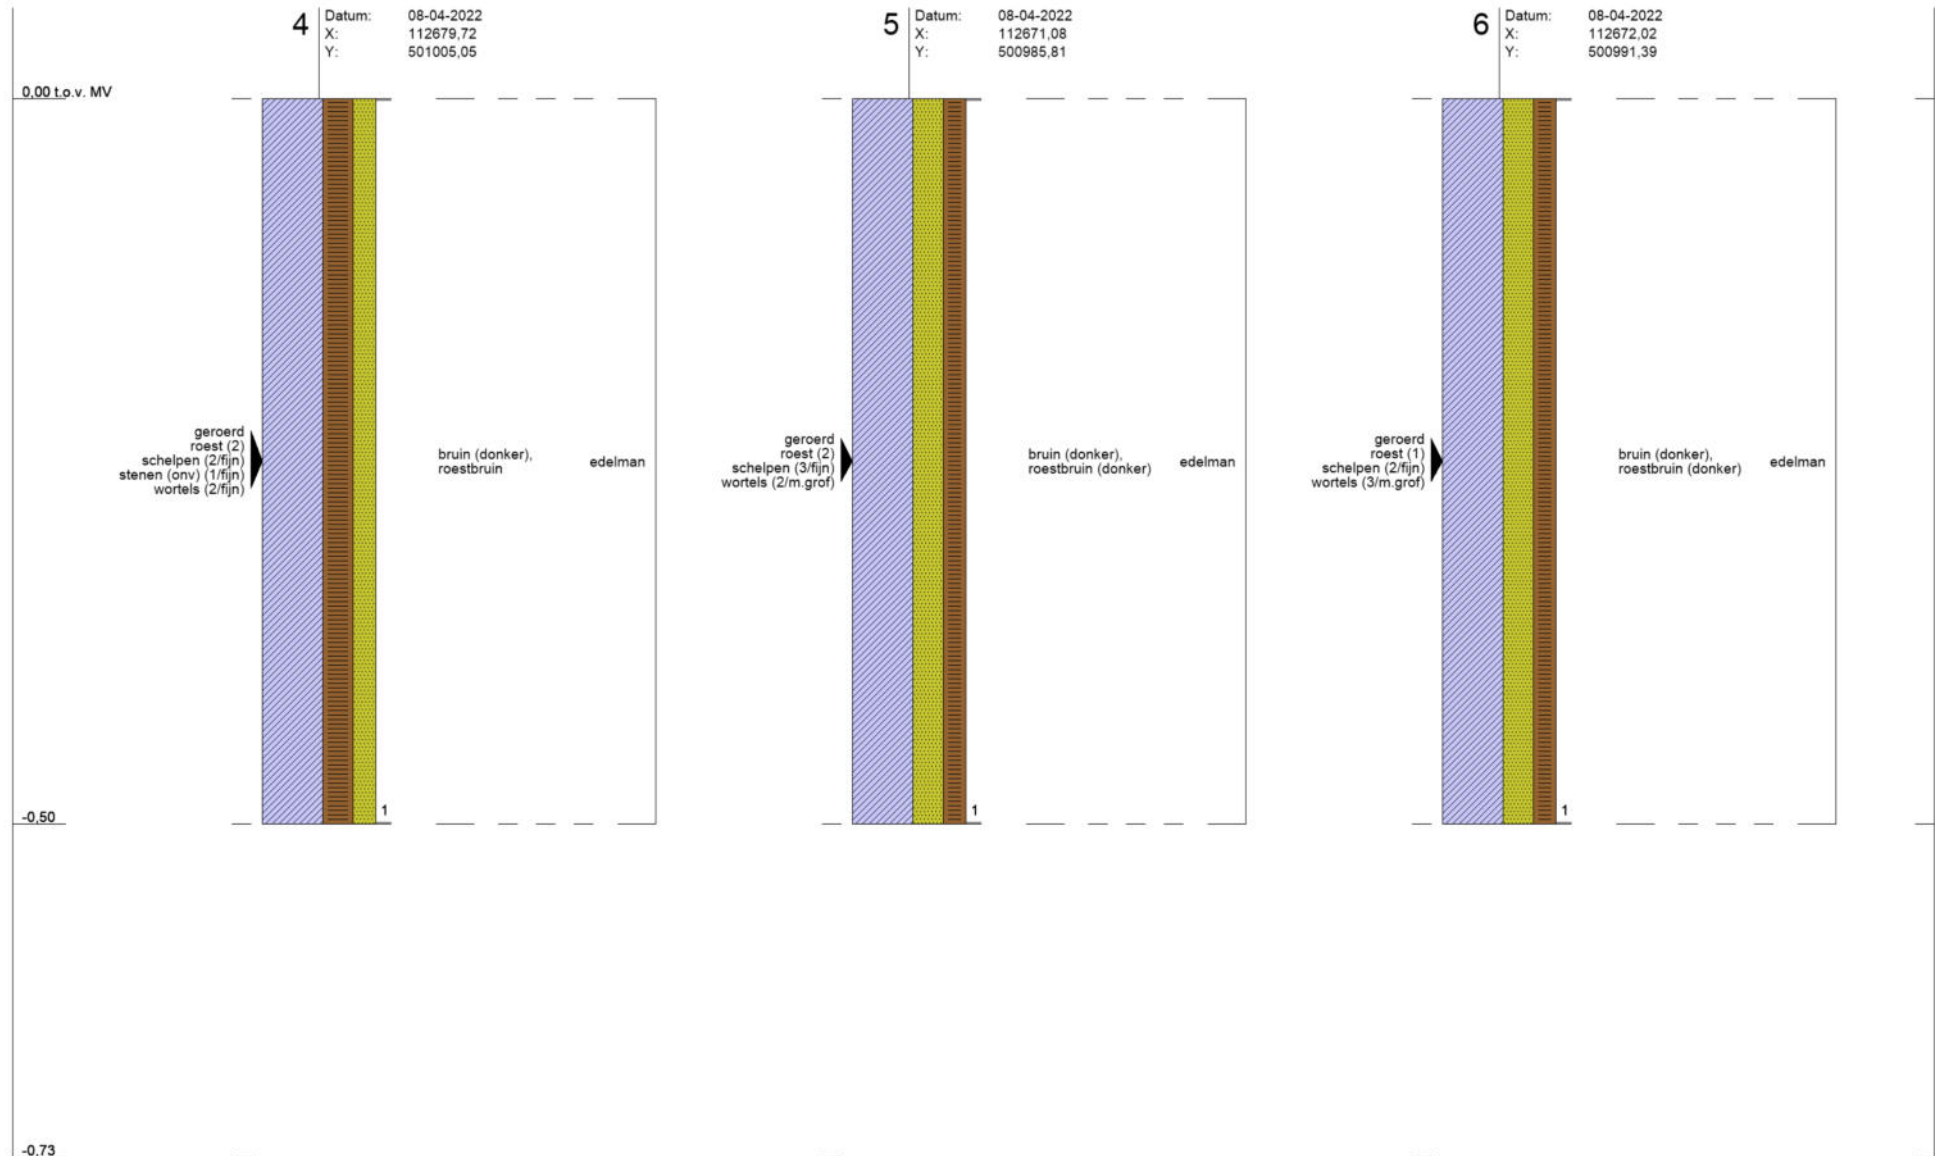 4
Datum: 08-04-2022
X: 112679,72
Y: 501005,05
5
Datum: 08-04-2022
X: 112671,08
Y: 500985,81
6
Datum: 08-04-2022
X: 112672,02
Y: 500991,39
0,00 t.o.v. MV
geroerd
roest (2)
schelpen (2/fijn)
stenen (onv) (1/fijn)
wortels (2/fijn)
bruin (donker),
roestbruin
edelman
1
geroerd
roest (2)
schelpen (3/fijn)
wortels (2/m.grof)
bruin (donker),
roestbruin (donker)
edelman
1
geroerd
roest (1)
schelpen (2/fijn)
wortels (3/m.grof)
bruin (donker),
roestbruin (donker)
edelman
1
-0,50
-0,73